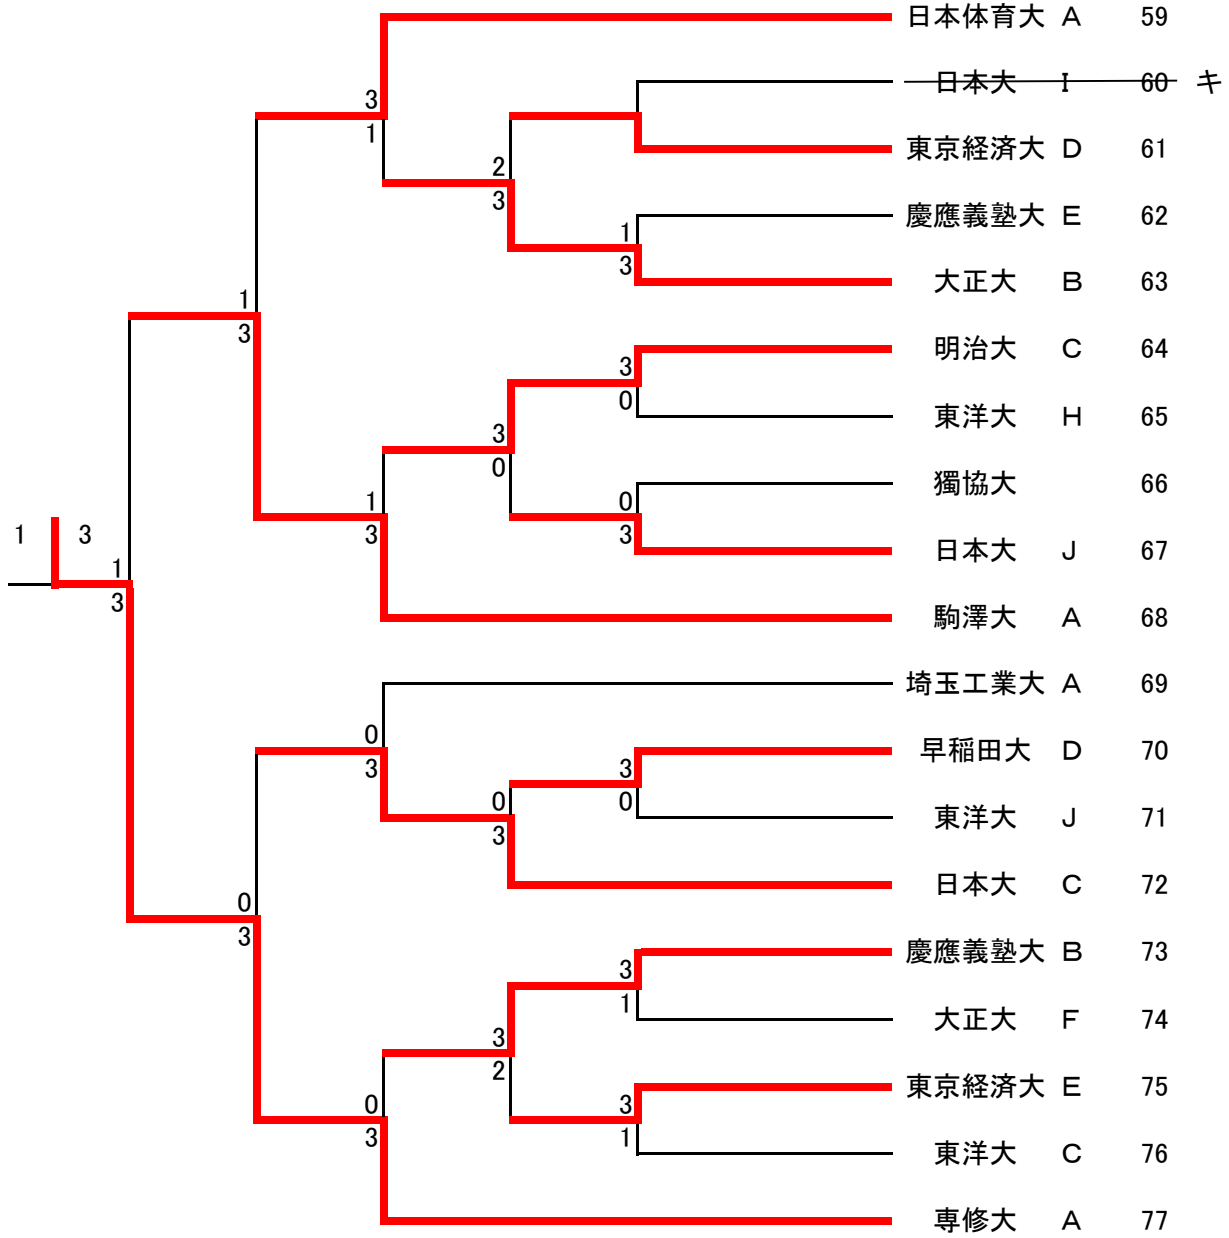 日本体育大 A 59
日本大 I 60 キ
3
1
東京経済大 D 61
2
3
慶應義塾大 E 62
1
3
大正大 B 63
1
3
明治大 C 64
3
0
東洋大 H 65
3
0
獨協大 66
0
3
1
3
日本大 J 67
1 3
1
3
駒澤大 A 68
埼玉工業大 A 69
0
3
早稲田大 D 70
3
0
0
3
東洋大 J 71
日本大 C 72
0
3
慶應義塾大 B 73
3
1
大正大 F 74
3
2
東京経済大 E 75
3
1
0
3
東洋大 C 76
専修大 A 77